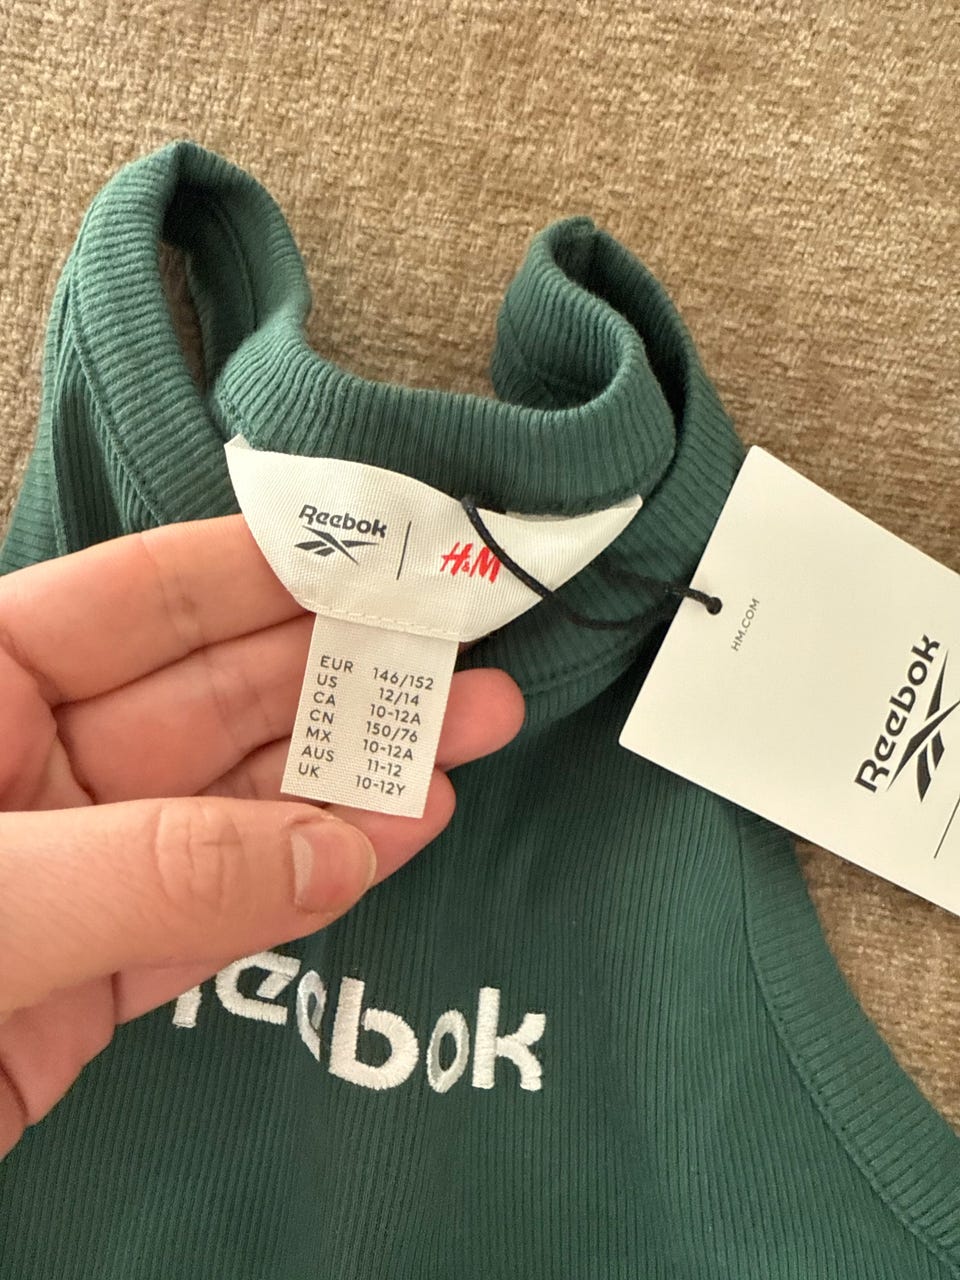 Reebok
H&M
EUR 146/152
US 12/14
CA 10-12A
CN 150/76
MX 10-12A
AUS 11-12
UK 10-12Y
HM.COM
Reebok
Reebok